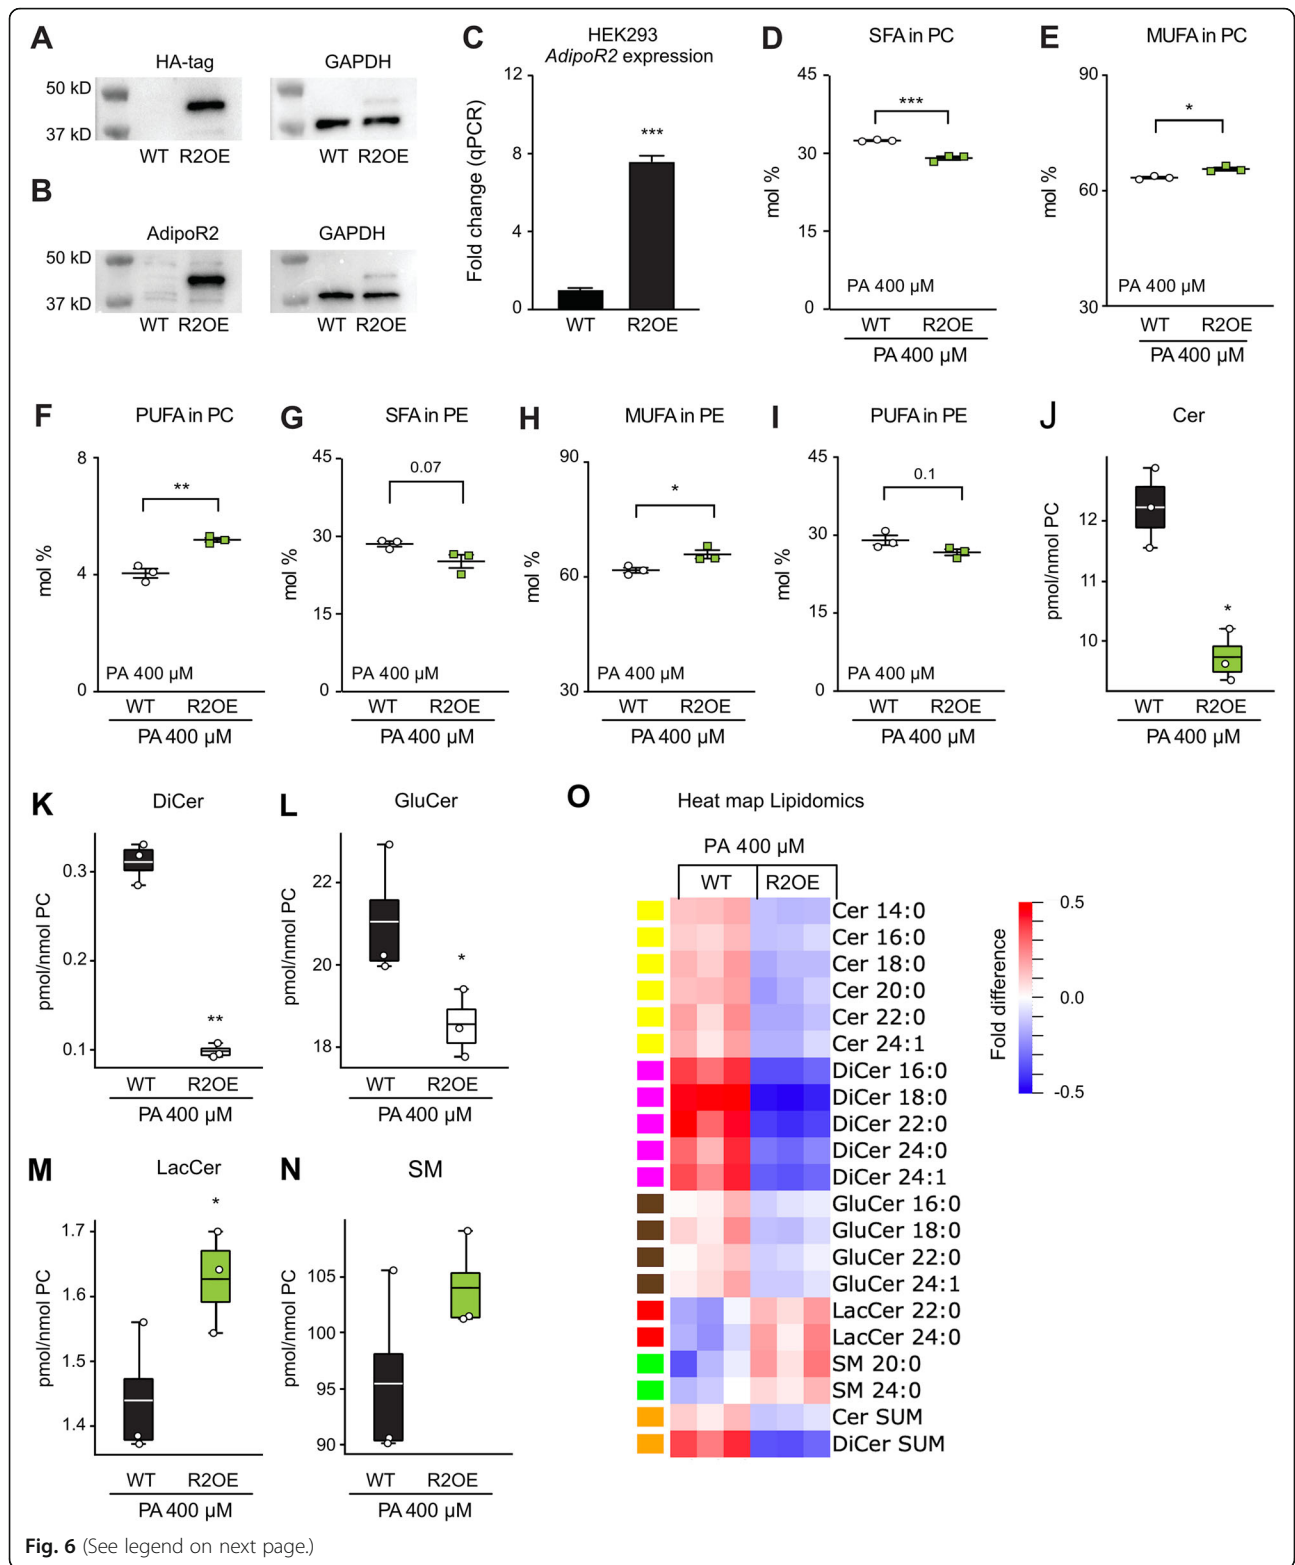 A
HA-tag
GAPDH
50 kD
37 kD
WT R2OE
WT R2OE
B
AdipoR2
GAPDH
50 kD
37 kD
WT R2OE
WT R2OE
C
HEK293
AdipoR2 expression
Fold change (qPCR)
12
8
4
0
***
WT R2OE
D
SFA in PC
mol %
45
30
15
0
***
PA 400 µM
WT R2OE
PA 400 µM
E
MUFA in PC
mol %
90
60
30
*
PA 400 µM
WT R2OE
PA 400 µM
F
PUFA in PC
mol %
8
4
0
**
PA 400 µM
WT R2OE
PA 400 µM
G
SFA in PE
mol %
45
30
15
0
0.07
PA 400 µM
WT R2OE
PA 400 µM
H
MUFA in PE
mol %
90
60
30
*
PA 400 µM
WT R2OE
PA 400 µM
I
PUFA in PE
mol %
45
30
15
0
0.1
PA 400 µM
WT R2OE
PA 400 µM
J
Cer
pmol/nmol PC
12
11
10
*
WT R2OE
PA 400 µM
K
DiCer
pmol/nmol PC
0.3
0.2
0.1
**
WT R2OE
PA 400 µM
L
GluCer
pmol/nmol PC
22
20
18
*
WT R2OE
PA 400 µM
M
LacCer
pmol/nmol PC
1.7
1.6
1.5
1.4
*
WT R2OE
PA 400 µM
N
SM
pmol/nmol PC
105
100
95
90
WT R2OE
PA 400 µM
O
Heat map Lipidomics
PA 400 µM
WT R2OE
Cer 14:0
Cer 16:0
Cer 18:0
Cer 20:0
Cer 22:0
Cer 24:1
DiCer 16:0
DiCer 18:0
DiCer 22:0
DiCer 24:0
DiCer 24:1
GluCer 16:0
GluCer 18:0
GluCer 22:0
GluCer 24:1
LacCer 22:0
LacCer 24:0
SM 20:0
SM 24:0
Cer SUM
DiCer SUM
Fold difference
0.5
0.0
-0.5
Fig. 6 (See legend on next page.)